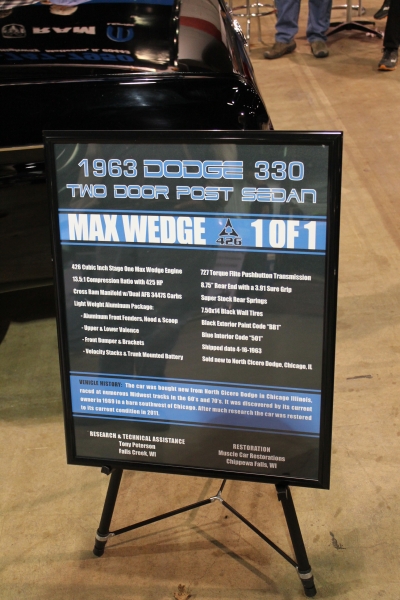 RAM
1963 DODGE 330
TWO DOOR POST SEDAN
MAX WEDGE 426 1 OF 1
426 Cubic Inch Stage One Max Wedge Engine
13.5:1 Compression Ratio with 425 HP
Cross Ram Manifold w/Dual AFB 3447S Carbs
Light Weight Aluminum Package:
- Aluminum Front Fenders, Hood & Scoop
- Upper & Lower Valence
- Front Bumper & Brackets
- Velocity Stacks & Trunk Mounted Battery
727 Torque Flite Pushbutton Transmission
8.75" Rear End with a 3.91 Sure Grip
Super Stock Rear Springs
7.50x14 Black Wall Tires
Black Exterior Paint Code "BB1"
Blue Interior Code "501"
Shipped date 4-16-1963
Sold new to North Cicero Dodge, Chicago, IL
VEHICLE HISTORY: The car was bought new from North Cicero Dodge in Chicago Illinois,
raced at numerous Midwest tracks in the 60's and 70's. It was discovered by its current
owner in 1989 in a barn southwest of Chicago. After much research the car was restored
to its current condition in 2011.
RESEARCH & TECHNICAL ASSISTANCE
Tony Peterson
Falls Creek, WI
RESTORATION
Muscle Car Restorations
Chippewa Falls, WI